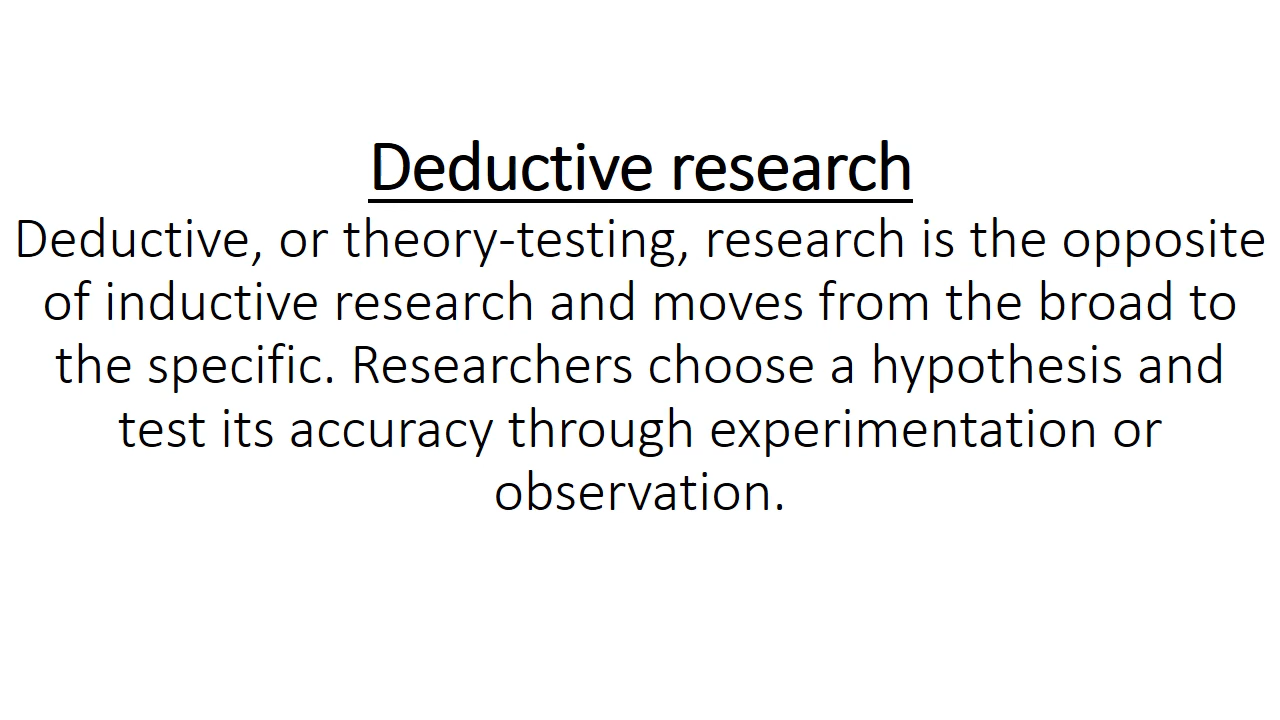 Deductive research
Deductive, or theory-testing, research is the opposite
of inductive research and moves from the broad to
the specific. Researchers choose a hypothesis and
test its accuracy through experimentation or
observation.